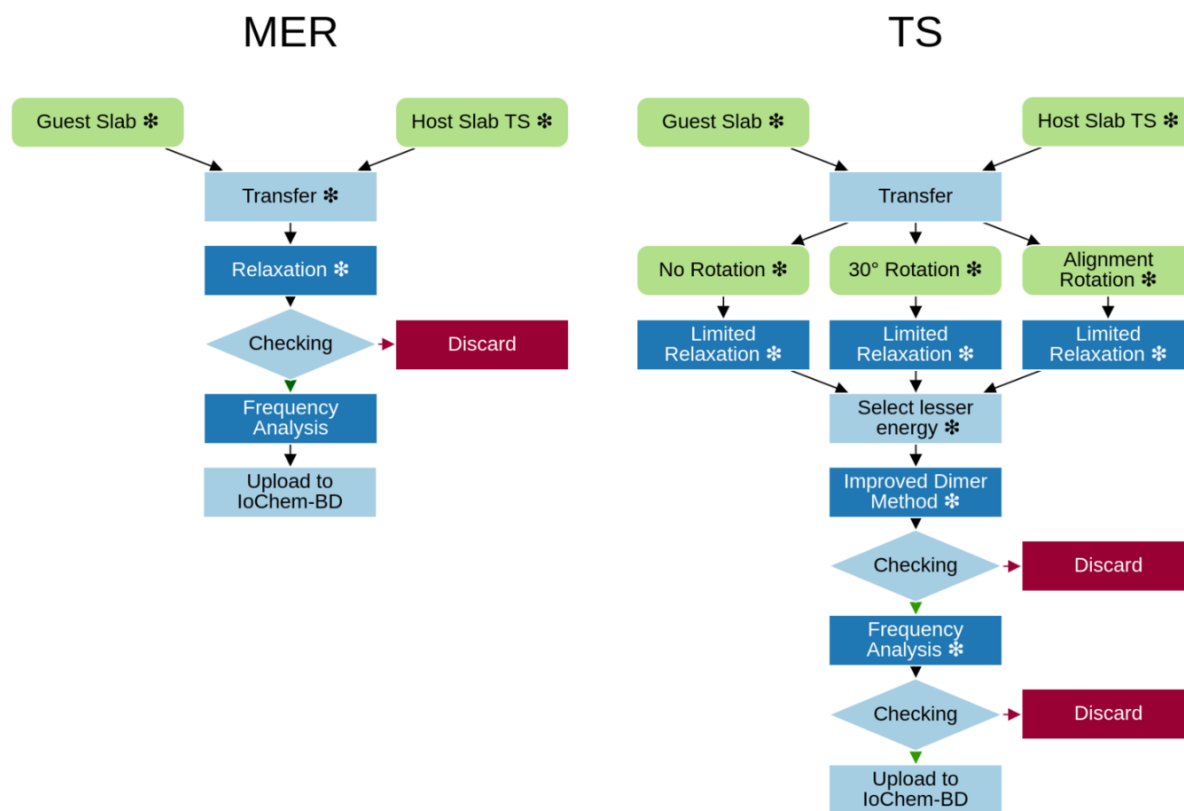 MER
Guest Slab ❇
Host Slab TS ❇
Transfer ❇
Relaxation ❇
Checking
Discard
Frequency
Analysis
Upload to
IoChem-BD
TS
Guest Slab ❇
Host Slab TS ❇
Transfer
No Rotation ❇
30° Rotation ❇
Alignment
Rotation ❇
Limited
Relaxation ❇
Limited
Relaxation ❇
Limited
Relaxation ❇
Select lesser
energy ❇
Improved Dimer
Method ❇
Checking
Discard
Frequency
Analysis ❇
Checking
Discard
Upload to
IoChem-BD